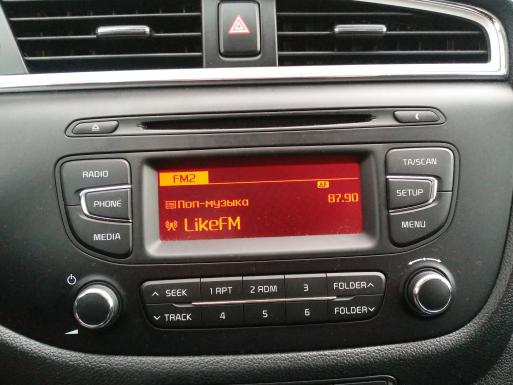 RADIO
PHONE
MEDIA
FM2
AF
Поп-музыка
87.90
LikeFM
TA/SCAN
SETUP
MENU
SEEK 1 RPT 2 RDM 3 FOLDER
TRACK 4 5 6 FOLDER